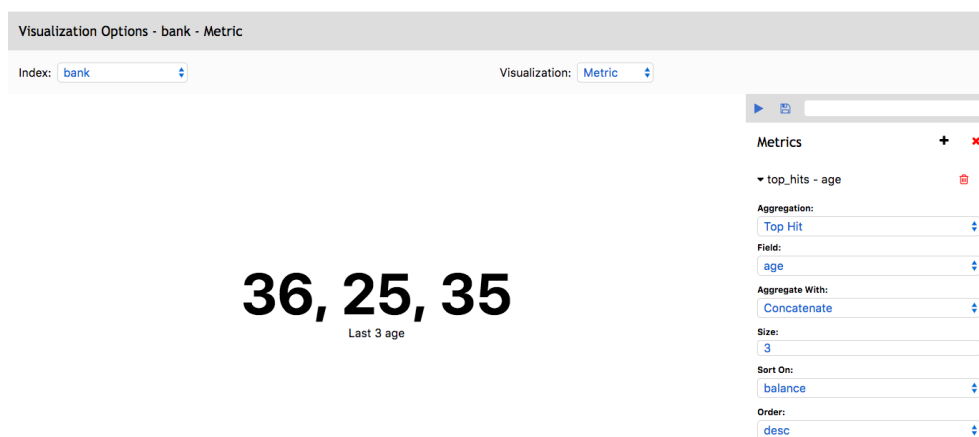 Visualization Options - bank - Metric
Index: bank
Visualization: Metric
Metrics
top_hits - age
Aggregation:
Top Hit
Field:
age
Aggregate With:
Concatenate
Size:
3
Sort On:
balance
Order:
desc
36, 25, 35
Last 3 age